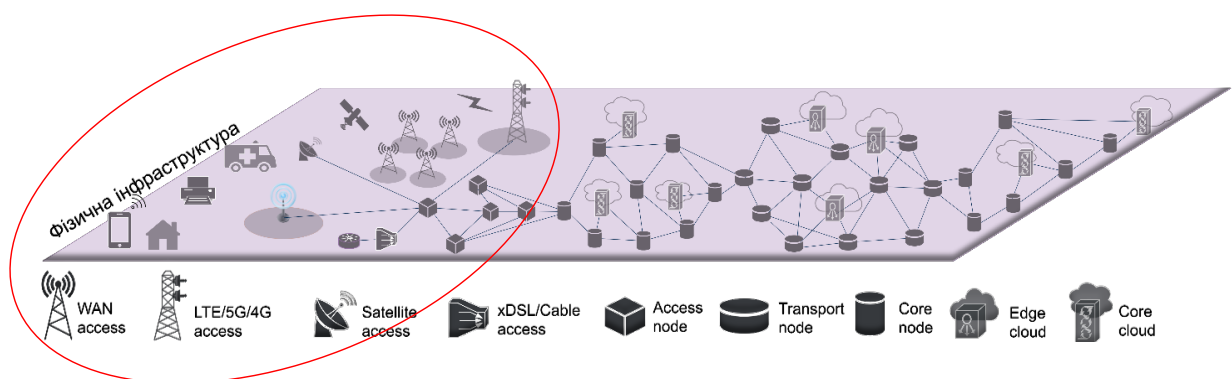 Фізична інфраструктура
WAN
access
LTE/5G/4G
access
Satellite
access
xDSL/Cable
access
Access
node
Transport
node
Core
node
Edge
cloud
Core
cloud